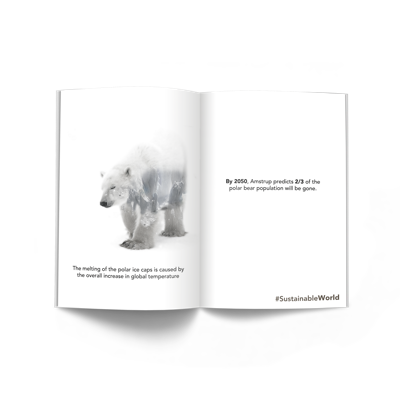 The melting of the polar ice caps is caused by
the overall increase in global temperature
By 2050, Amstrup predicts 2/3 of the
polar bear population will be gone.
#SustainableWorld